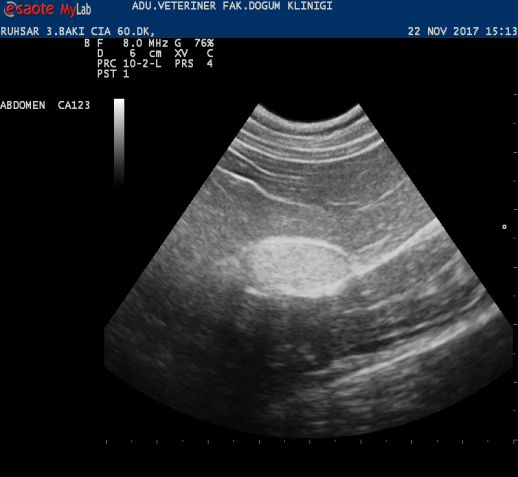 esaote MyLab
ADU.VETERINER FAK.DOGUM KLINIGI
RUHSAR 3.BAKI CIA 60.DK,
22 NOV 2017 15:13
B F 8.0 MHz G 76%
D 6 cm XV C
PRC 10-2-L PRS 4
PST 1
ABDOMEN CA123